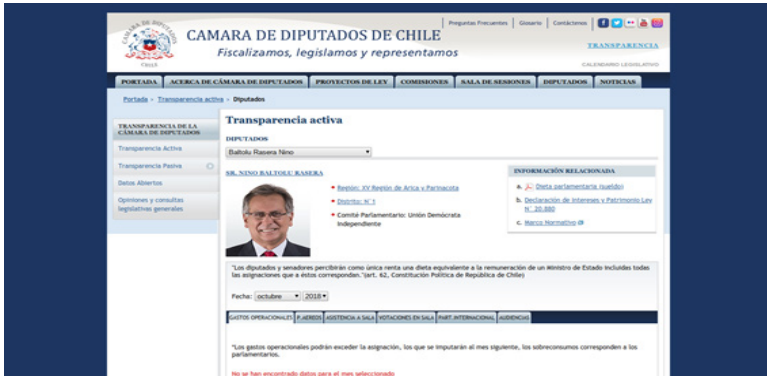 Preguntas Frecuentes | Glosario | Contáctenos
CAMARA DE DIPUTADOS DE CHILE
Fiscalizamos, legislamos y representamos
TRANSPARENCIA
CALENDARIO LEGISLATIVO
PORTADA ACERCA DE CÁMARA DE DIPUTADOS PROYECTOS DE LEY COMISIONES SALA DE SESIONES DIPUTADOS NOTICIAS
Portada - Transparencia activa - Diputados
TRANSPARENCIA DE LA
CÁMARA DE DIPUTADOS
Transparencia Activa
Transparencia Pasiva
Datos Abiertos
Opiniones y consultas
legislativas generales
Transparencia activa
DIPUTADOS
Baltolu Rasera Nino
SR. NINO BALTOLU RASERA
Región: XV Región de Arica y Parinacota
Distrito: N° 1
Comité Parlamentario: Unión Demócrata
Independiente
INFORMACIÓN RELACIONADA
a. Dieta parlamentaria (sueldo)
b. Declaración de Intereses y Patrimonio Ley
N° 20.880
c. Marco Normativo
"Los diputados y senadores percibirán como única renta una dieta equivalente a la remuneración de un Ministro de Estado incluidas todas
las asignaciones que a éstos correspondan."(art. 62, Constitución Política de República de Chile)
Fecha: octubre 2018
GASTOS OPERACIONALES P.AEREOS ASISTENCIA A SALA VOTACIONES EN SALA PART.INTERNACIONAL AUDIENCIAS
*Los gastos operacionales podrán exceder la asignación, los que se imputarán al mes siguiente, los sobreconsumos corresponden a los
parlamentarios.
No se han encontrado datos para el mes seleccionado